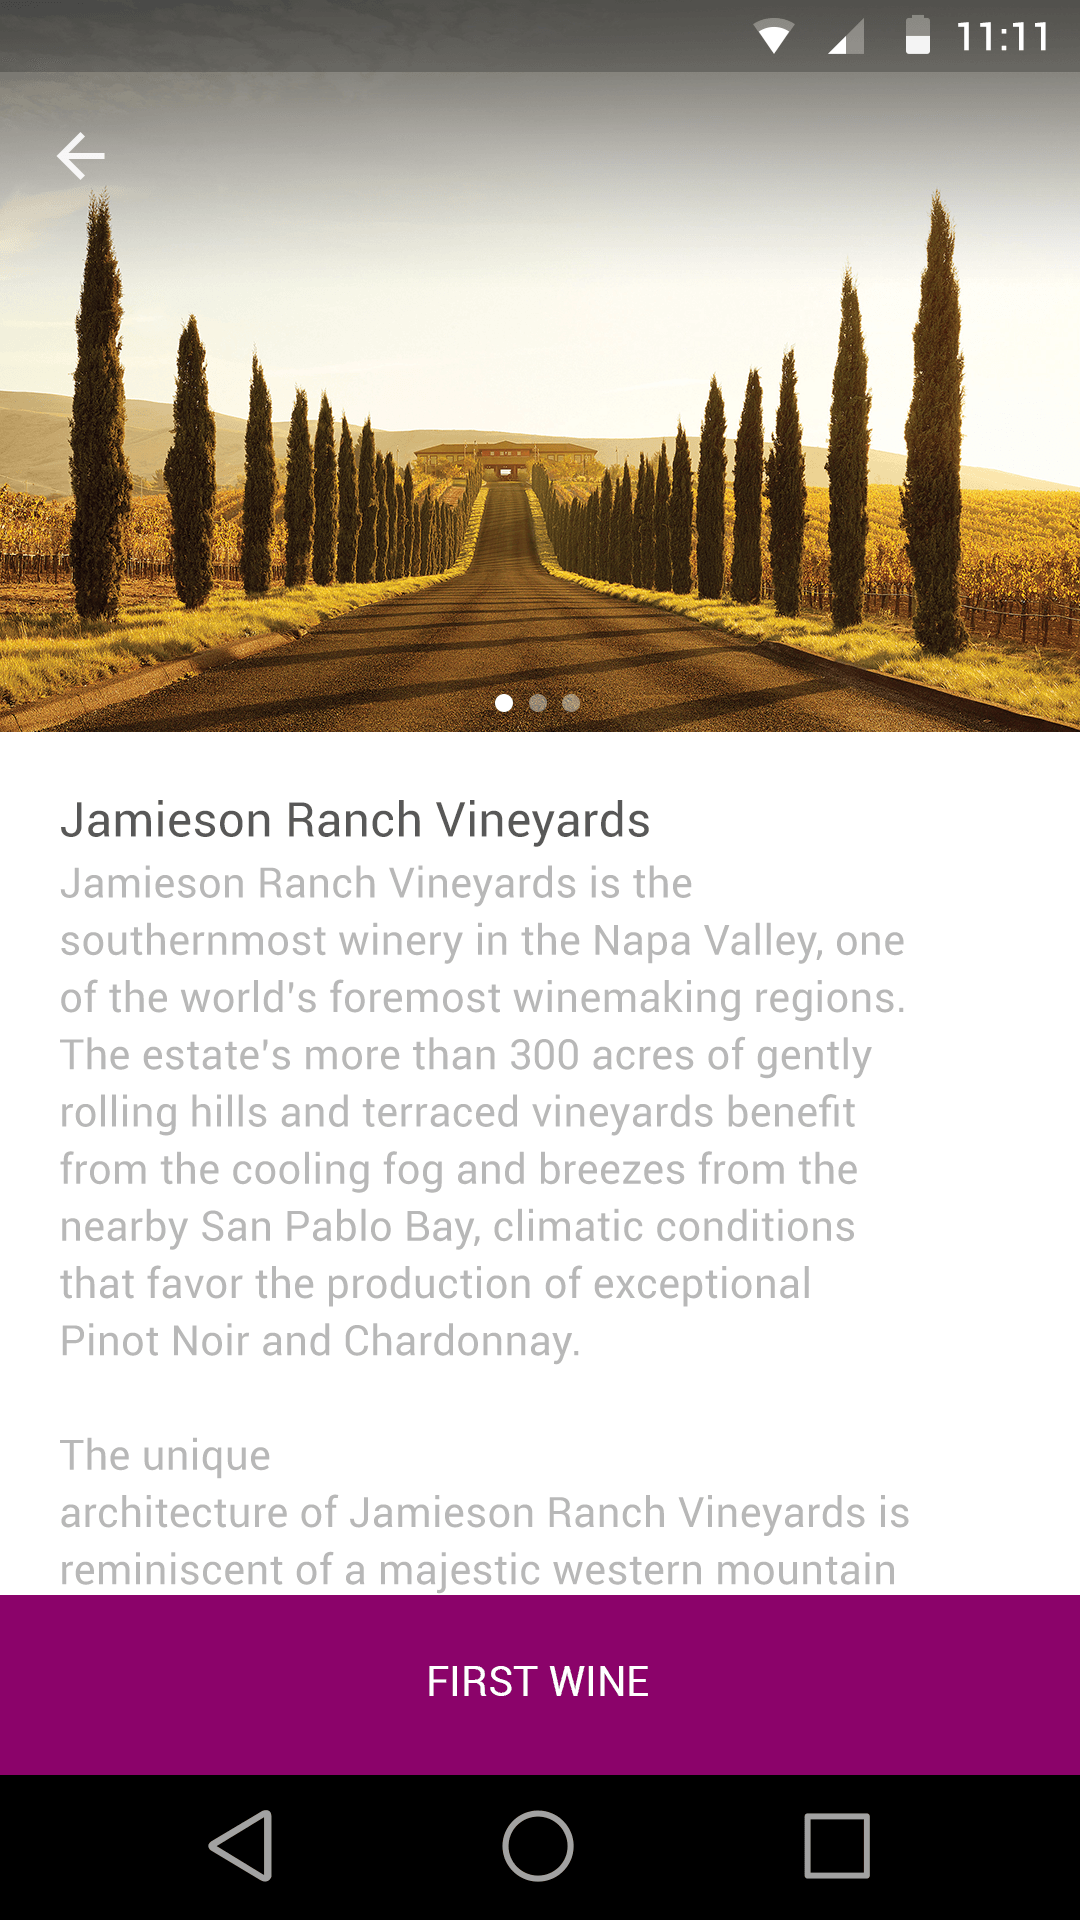 11:11
Jamieson Ranch Vineyards
Jamieson Ranch Vineyards is the
southernmost winery in the Napa Valley, one
of the world's foremost winemaking regions.
The estate's more than 300 acres of gently
rolling hills and terraced vineyards benefit
from the cooling fog and breezes from the
nearby San Pablo Bay, climatic conditions
that favor the production of exceptional
Pinot Noir and Chardonnay.
The unique
architecture of Jamieson Ranch Vineyards is
reminiscent of a majestic western mountain
FIRST WINE